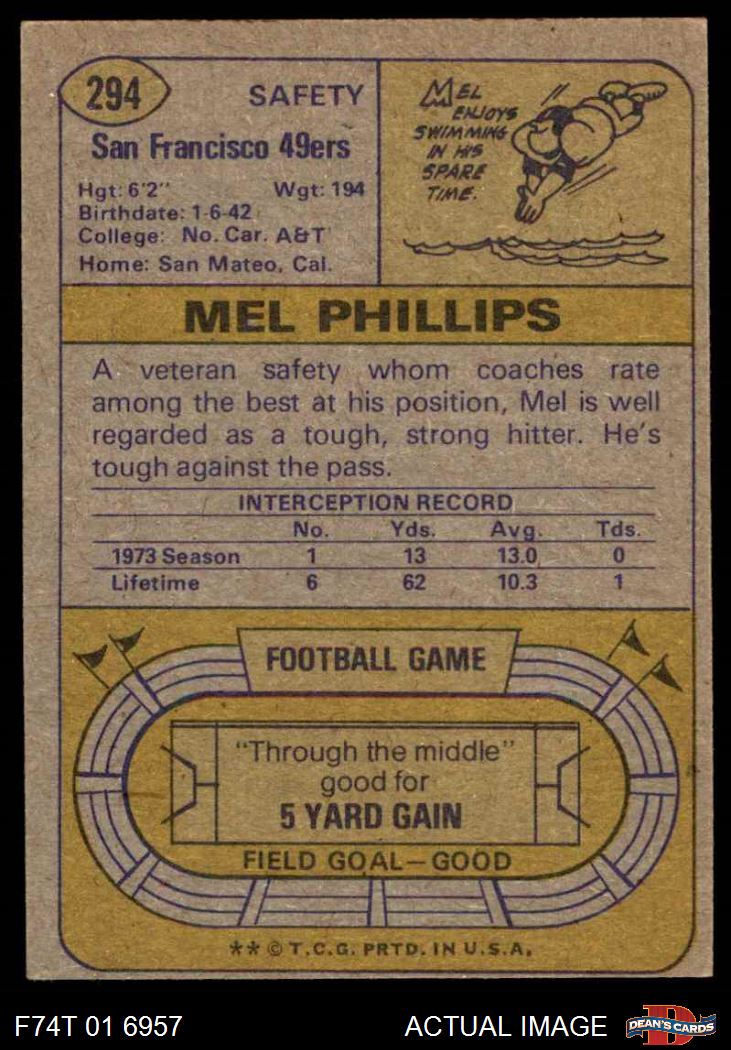 294
SAFETY
San Francisco 49ers
Hgt: 6'2" Wgt: 194
Birthdate: 1-6-42
College: No. Car. A&T
Home: San Mateo, Cal.
MEL
ENJOYS
SWIMMING
IN HIS
SPARE
TIME.
MEL PHILLIPS
A veteran safety whom coaches rate
among the best at his position, Mel is well
regarded as a tough, strong hitter. He's
tough against the pass.
INTERCEPTION RECORD
No. Yds. Avg. Tds.
1973 Season 1 13 13.0 0
Lifetime 6 62 10.3 1
FOOTBALL GAME
"Through the middle"
good for
5 YARD GAIN
FIELD GOAL—GOOD
** © T.C.G. PRTD. IN U.S.A.
F74T 01 6957
ACTUAL IMAGE
D
DEAN'S CARDS